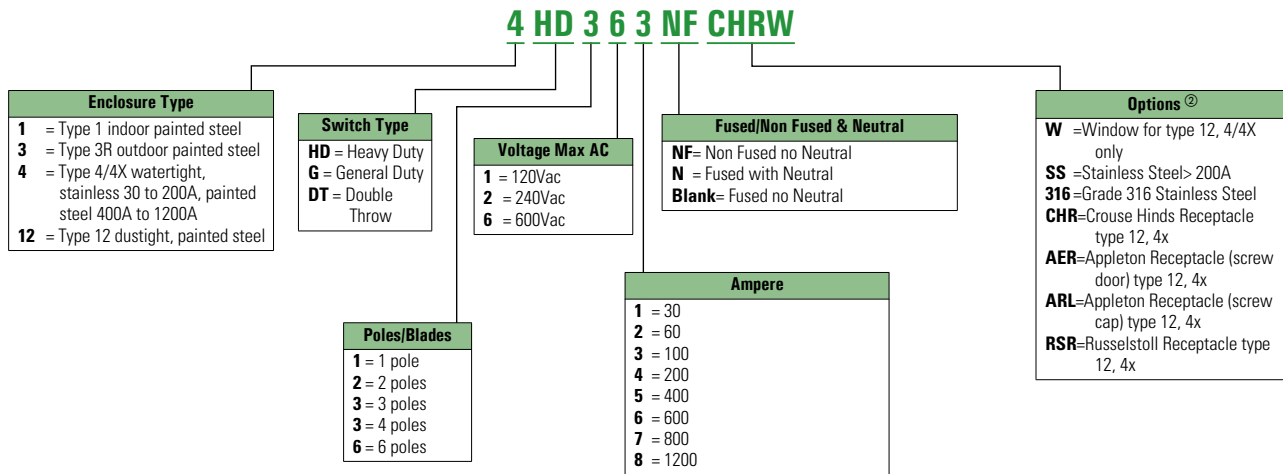 4 HD 3 6 3 NF CHRW
Enclosure Type
1 = Type 1 indoor painted steel
3 = Type 3R outdoor painted steel
4 = Type 4/4X watertight,
stainless 30 to 200A, painted
steel 400A to 1200A
12 = Type 12 dustight, painted steel
Switch Type
HD = Heavy Duty
G = General Duty
DT = Double
Throw
Poles/Blades
1 = 1 pole
2 = 2 poles
3 = 3 poles
3 = 4 poles
6 = 6 poles
Voltage Max AC
1 = 120Vac
2 = 240Vac
6 = 600Vac
Ampere
1 = 30
2 = 60
3 = 100
4 = 200
5 = 400
6 = 600
7 = 800
8 = 1200
Fused/Non Fused & Neutral
NF= Non Fused no Neutral
N = Fused with Neutral
Blank= Fused no Neutral
Options ②
W =Window for type 12, 4/4X
only
SS =Stainless Steel> 200A
316=Grade 316 Stainless Steel
CHR=Crouse Hinds Receptacle
type 12, 4x
AER=Appleton Receptacle (screw
door) type 12, 4x
ARL=Appleton Receptacle (screw
cap) type 12, 4x
RSR=Russelstoll Receptacle type
12, 4x